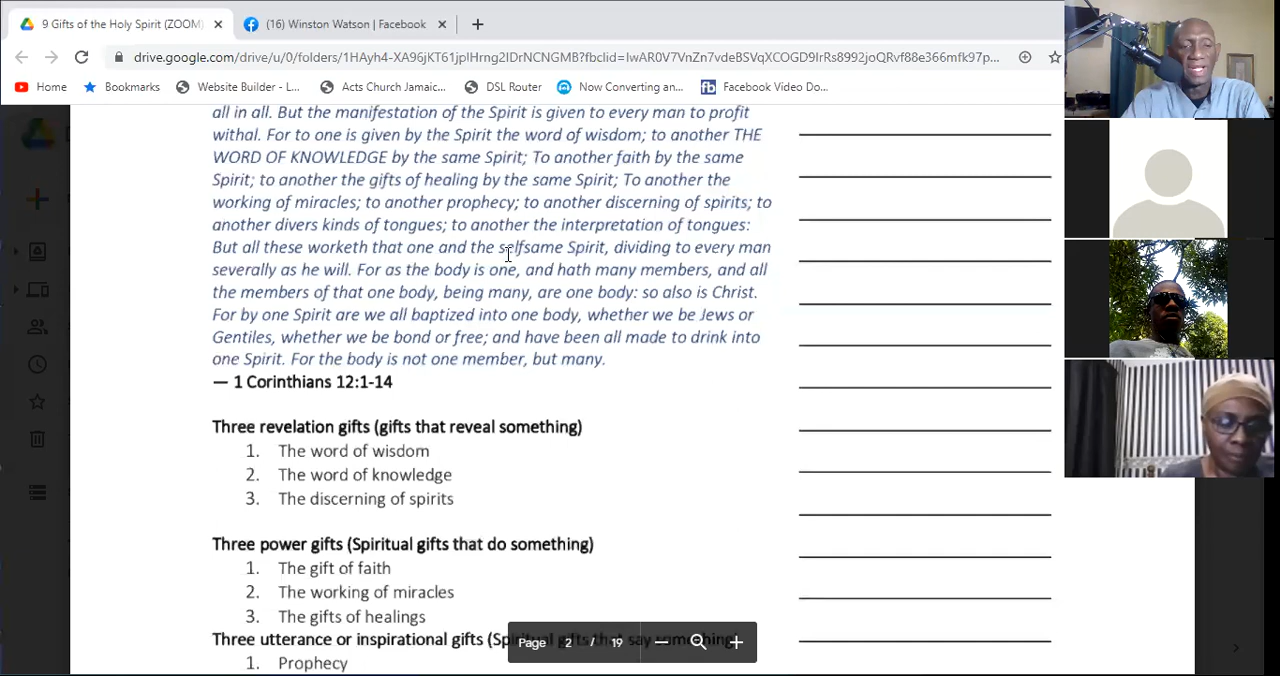 9 Gifts of the Holy Spirit (ZOOM)
(16) Winston Watson | Facebook
drive.google.com/drive/u/0/folders/1HAyh4-XA96jKT61jpIHrng2IDrNCNGMB?fbclid=IwAR0V7VnZn7vdeBSVqXCOGD9IrRs8992joQRvf88e366mfk97p...
Home
Bookmarks
Website Builder - L...
Acts Church Jamaic...
DSL Router
Now Converting an...
Facebook Video Do...
all in all. But the manifestation of the Spirit is given to every man to profit
withal. For to one is given by the Spirit the word of wisdom; to another THE
WORD OF KNOWLEDGE by the same Spirit; To another faith by the same
Spirit; to another the gifts of healing by the same Spirit; To another the
working of miracles; to another prophecy; to another discerning of spirits; to
another divers kinds of tongues; to another the interpretation of tongues:
But all these worketh that one and the selfsame Spirit, dividing to every man
severally as he will. For as the body is one, and hath many members, and all
the members of that one body, being many, are one body: so also is Christ.
For by one Spirit are we all baptized into one body, whether we be Jews or
Gentiles, whether we be bond or free; and have been all made to drink into
one Spirit. For the body is not one member, but many.
— 1 Corinthians 12:1-14
Three revelation gifts (gifts that reveal something)
1. The word of wisdom
2. The word of knowledge
3. The discerning of spirits
Three power gifts (Spiritual gifts that do something)
1. The gift of faith
2. The working of miracles
3. The gifts of healings
Three utterance or inspirational gifts (Spiritual gifts that say something)
Page 2 / 19
1. Prophecy